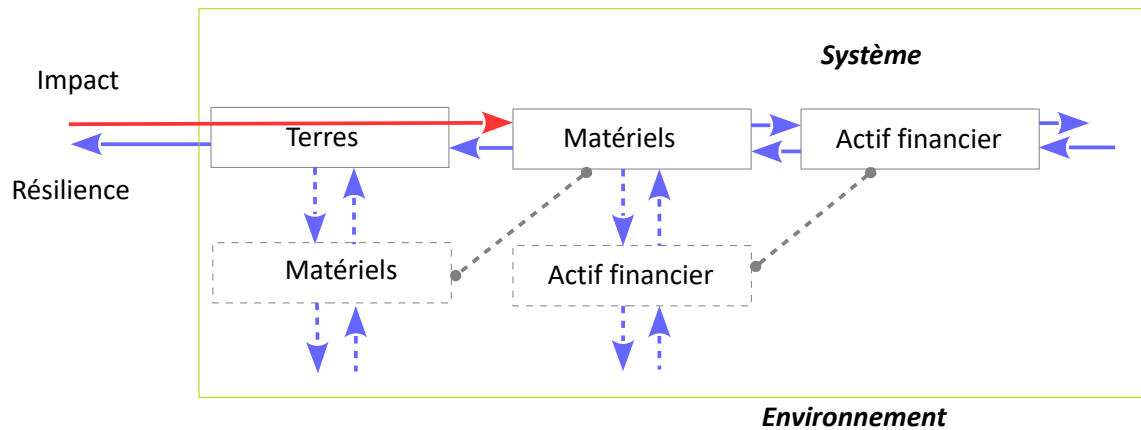 Système
Impact
Terres
Matériels
Actif financier
Résilience
Matériels
Actif financier
Environnement